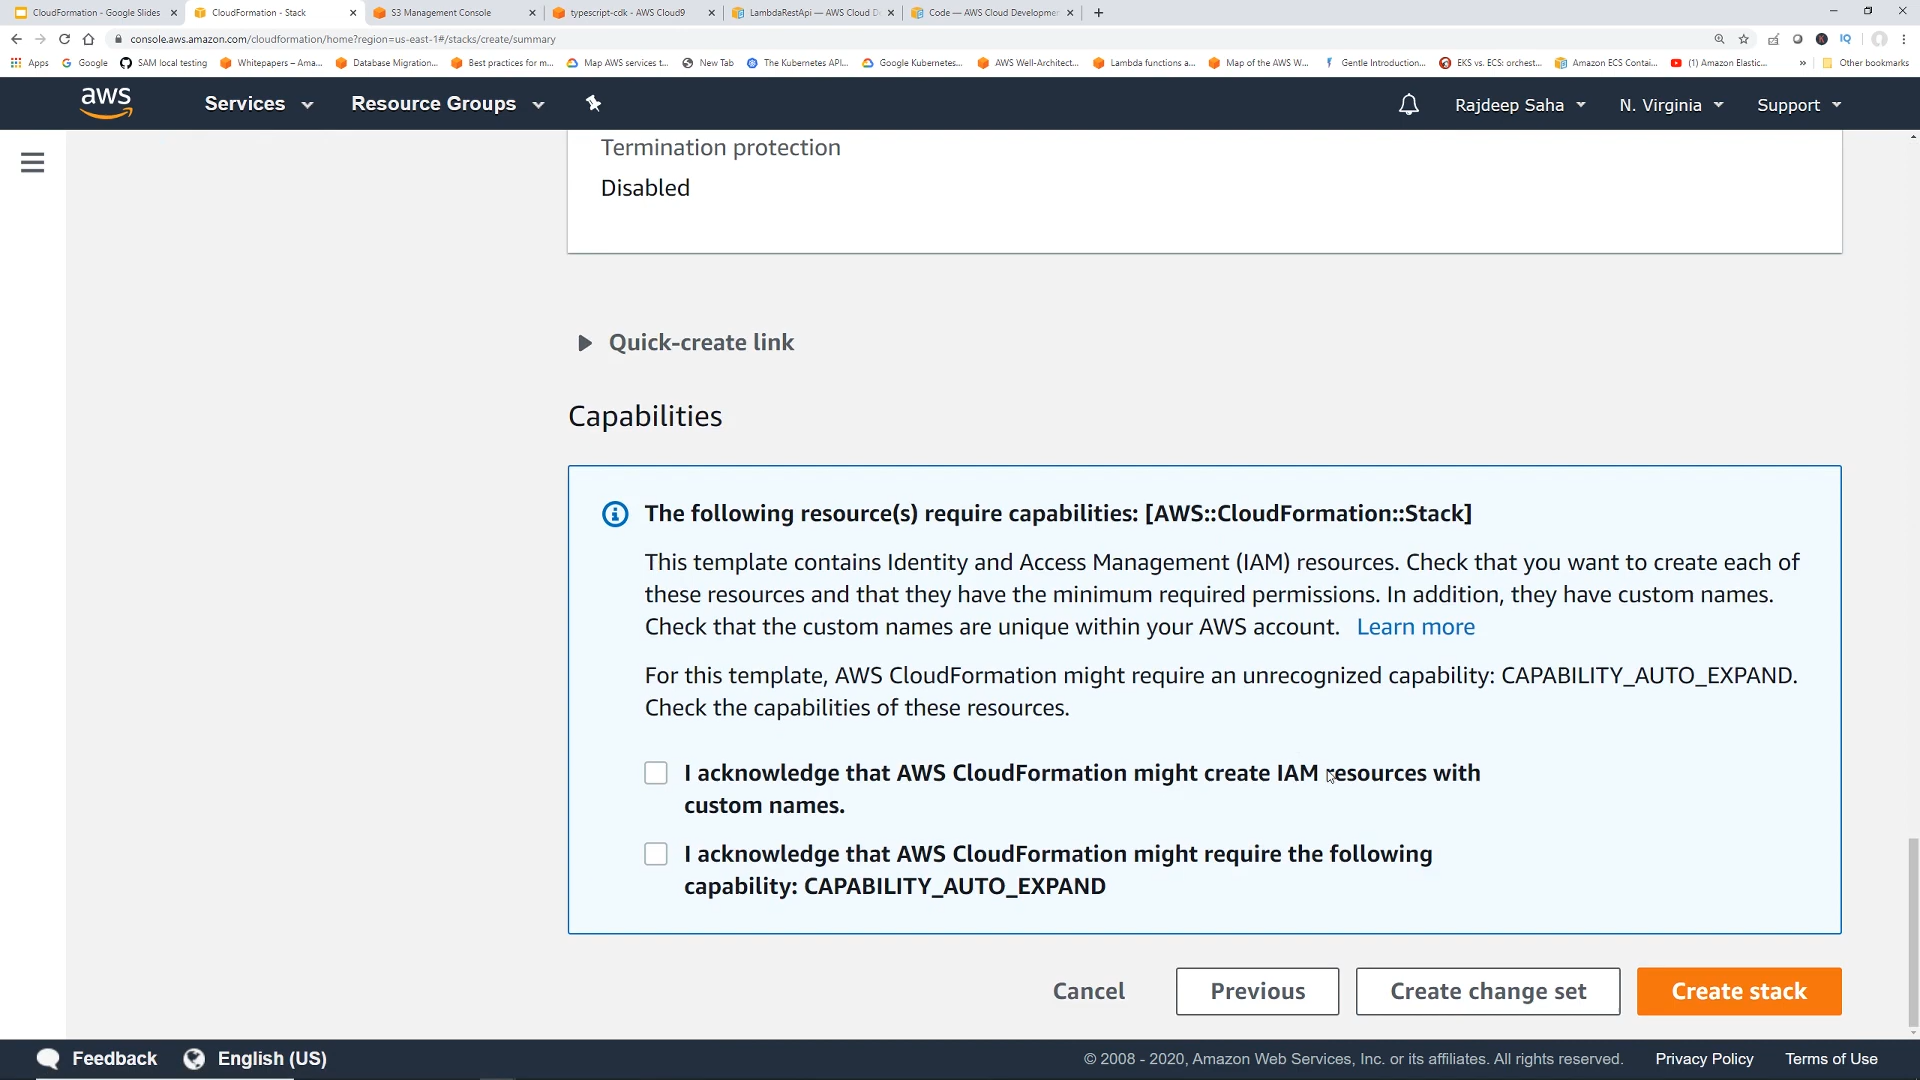 CloudFormation - Google Slides
CloudFormation - Stack
S3 Management Console
typescript-cdk - AWS Cloud9
LambdaRestApi — AWS Cloud D
Code — AWS Cloud Developmen
console.aws.amazon.com/cloudformation/home?region=us-east-1#/stacks/create/summary
Apps
Google
SAM local testing
Whitepapers – Ama...
Database Migration...
Best practices for m...
Map AWS services t...
New Tab
The Kubernetes API...
Google Kubernetes...
AWS Well-Architect...
Lambda functions a...
Map of the AWS W...
Gentle Introduction...
EKS vs. ECS: orchest...
Amazon ECS Contai...
(1) Amazon Elastic...
»
Other bookmarks
aws
Services
Resource Groups
Rajdeep Saha
N. Virginia
Support
Termination protection
Disabled
Quick-create link
Capabilities
The following resource(s) require capabilities: [AWS::CloudFormation::Stack]
This template contains Identity and Access Management (IAM) resources. Check that you want to create each of
these resources and that they have the minimum required permissions. In addition, they have custom names.
Check that the custom names are unique within your AWS account. Learn more
For this template, AWS CloudFormation might require an unrecognized capability: CAPABILITY_AUTO_EXPAND.
Check the capabilities of these resources.
I acknowledge that AWS CloudFormation might create IAM resources with
custom names.
I acknowledge that AWS CloudFormation might require the following
capability: CAPABILITY_AUTO_EXPAND
Cancel
Previous
Create change set
Create stack
Feedback
English (US)
© 2008 - 2020, Amazon Web Services, Inc. or its affiliates. All rights reserved.
Privacy Policy
Terms of Use